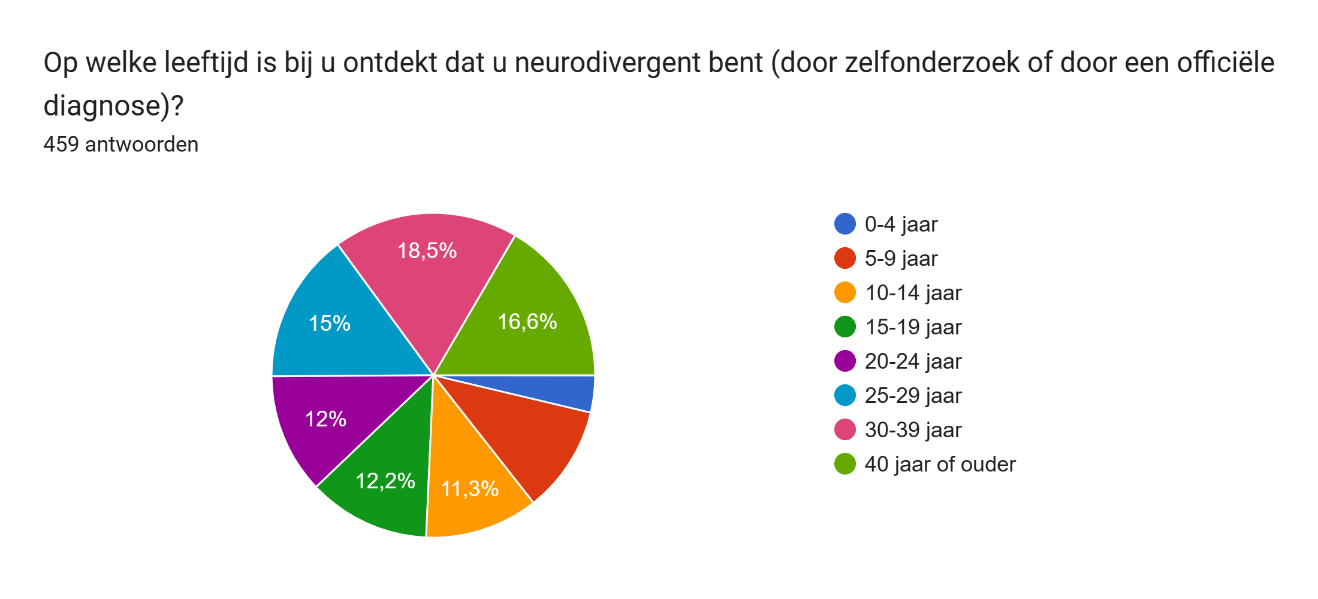 Op welke leeftijd is bij u ontdekt dat u neurodivergent bent (door zelfonderzoek of door een officiële
diagnose)?
459 antwoorden
18,5%
16,6%
15%
12%
12,2%
11,3%
0-4 jaar
5-9 jaar
10-14 jaar
15-19 jaar
20-24 jaar
25-29 jaar
30-39 jaar
40 jaar of ouder